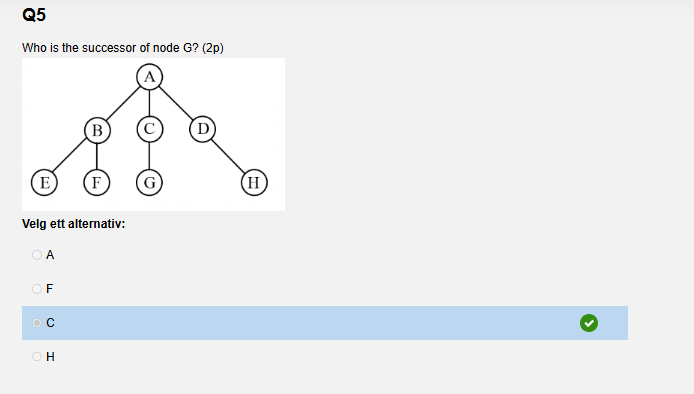 Q5
Who is the successor of node G? (2p)
A
B C D
E F G H
Velg ett alternativ:
A
F
C
H